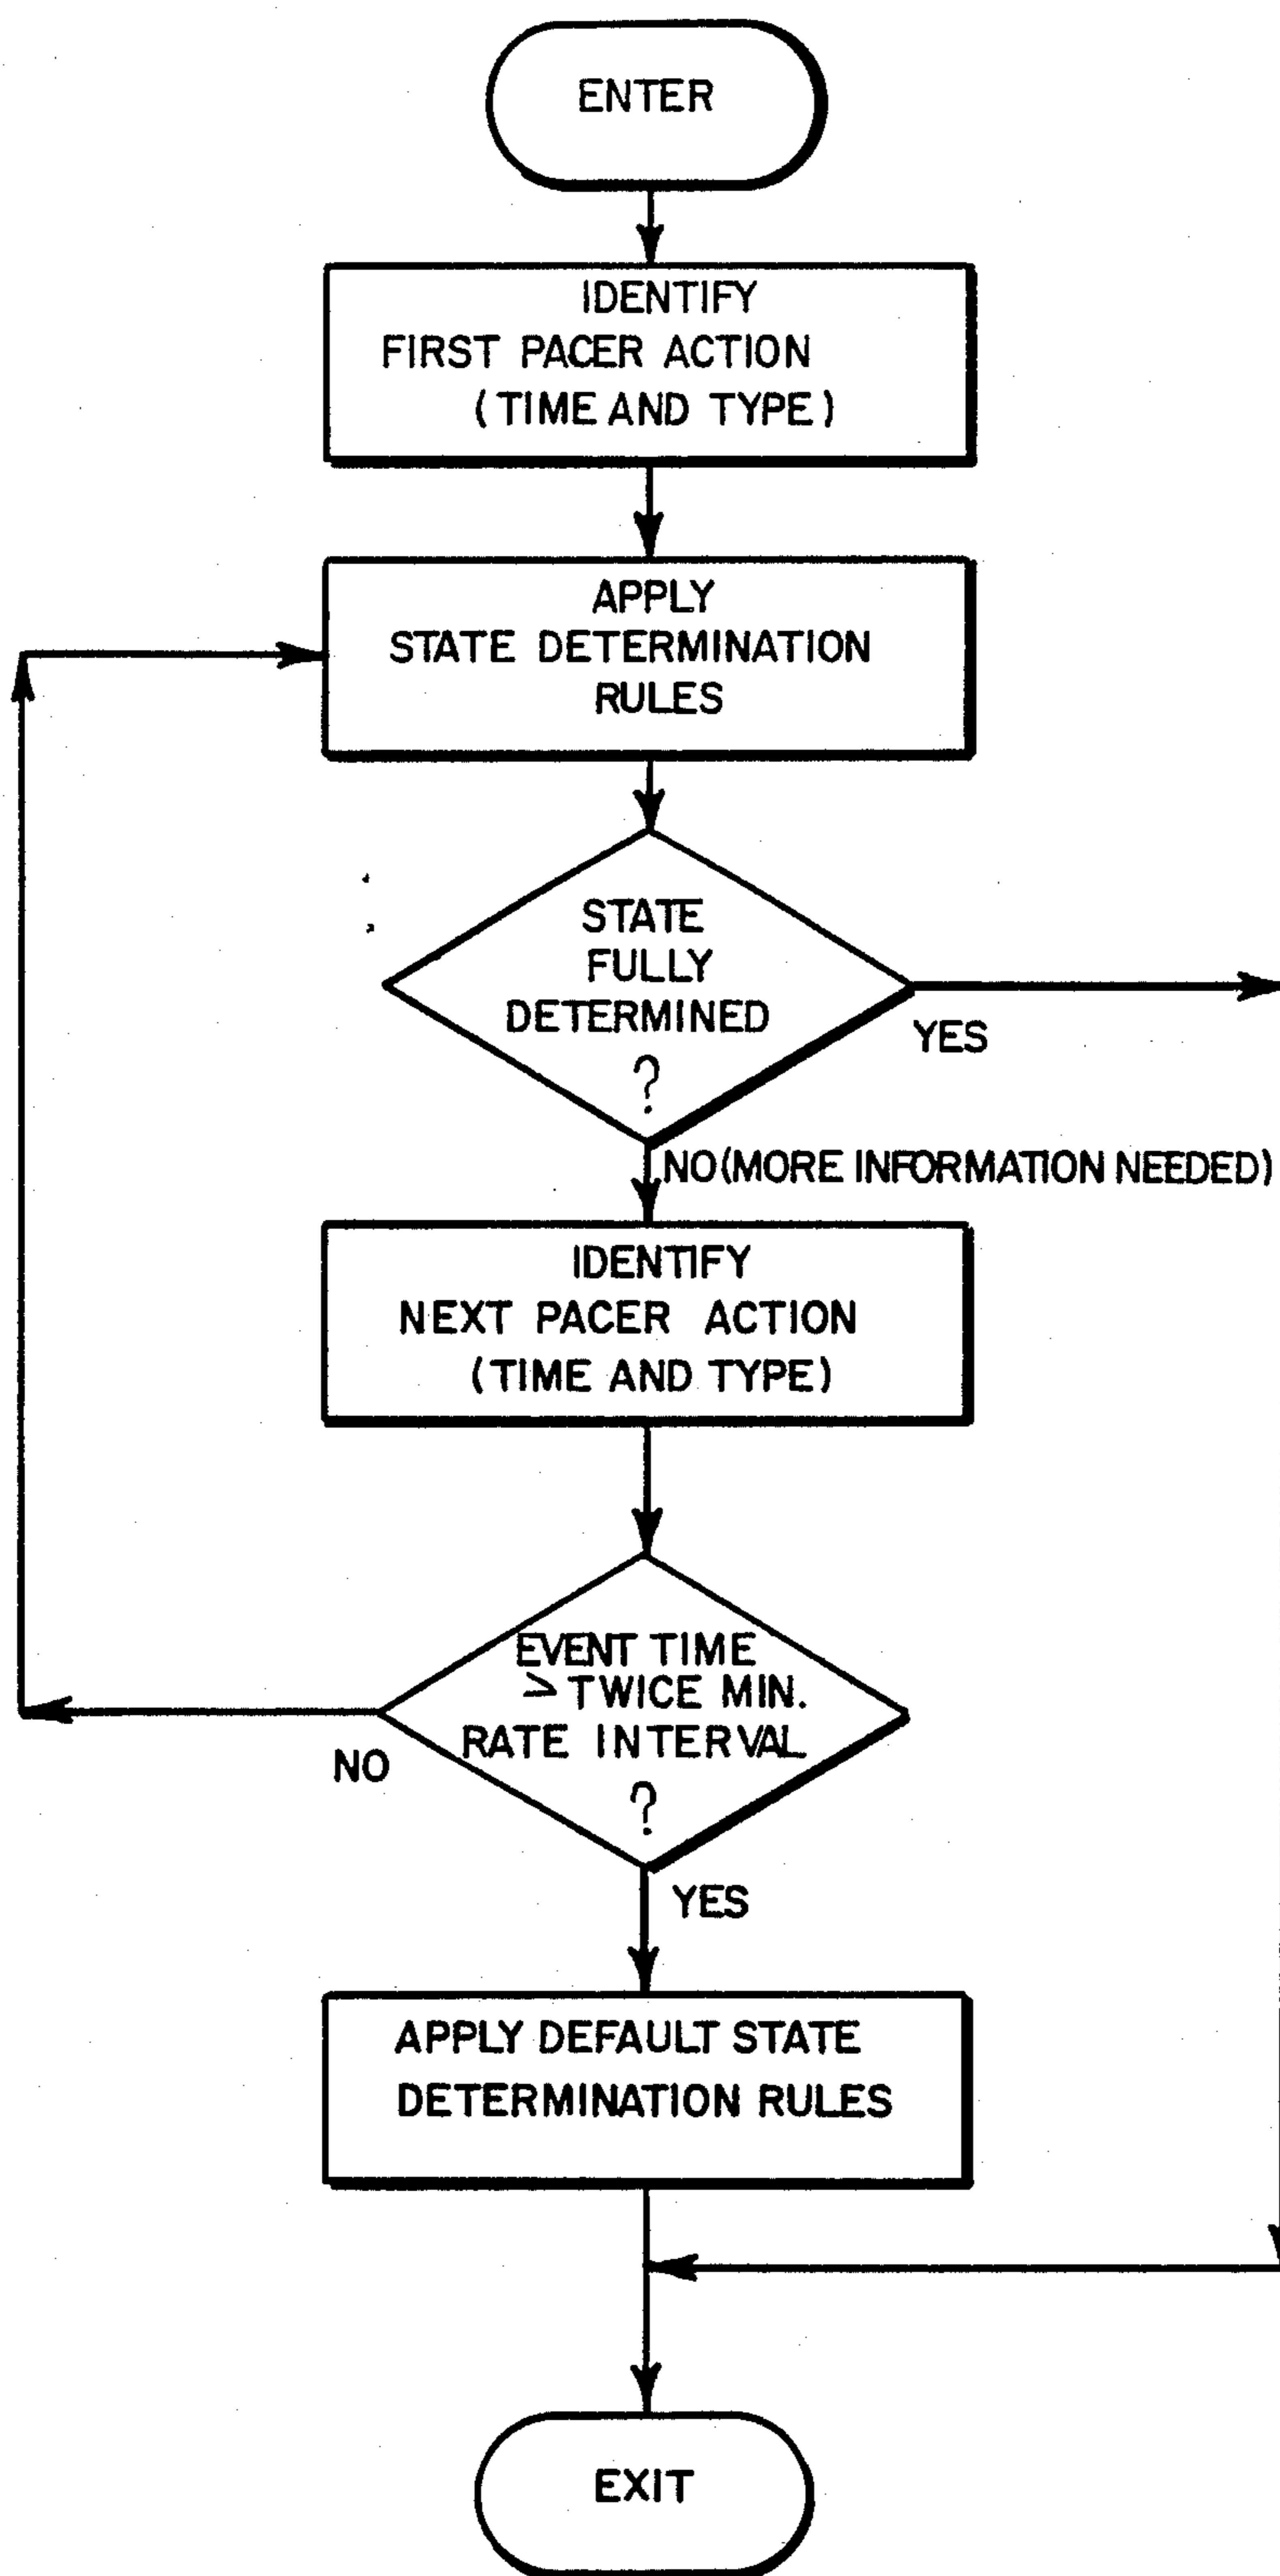 ENTER
IDENTIFY
FIRST PACER ACTION
(TIME AND TYPE)
APPLY
STATE DETERMINATION
RULES
STATE
FULLY
DETERMINED
?
YES
NO (MORE INFORMATION NEEDED)
IDENTIFY
NEXT PACER ACTION
(TIME AND TYPE)
EVENT TIME
≥ TWICE MIN.
RATE INTERVAL
?
NO
YES
APPLY DEFAULT STATE
DETERMINATION RULES
EXIT